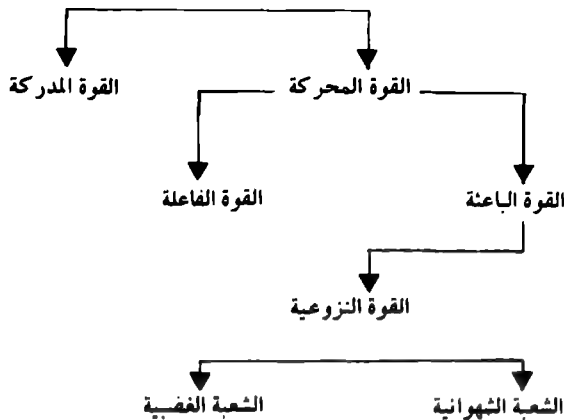 القوة المحركة
القوة المدركة
القوة الباعثة
القوة الفاعلة
القوة النزوعية
الشعبة الشهوانية
الشعبة الغضبية